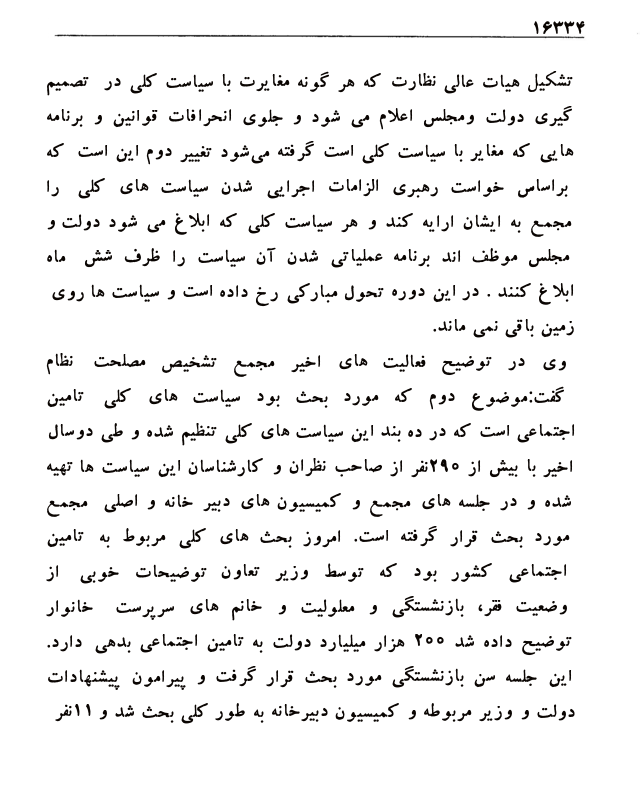 ۱۶۳۳۴
تشکیل هیات عالی نظارت که هر گونه مغایرت با سیاست کلی در تصمیم
گیری دولت ومجلس اعلام می شود و جلوی انحرافات قوانین و برنامه
هایی که مغایر با سیاست کلی است گرفته می‌شود تغییر دوم این است که
براساس خواست رهبری الزامات اجرایی شدن سیاست های کلی را
مجمع به ایشان ارایه کند و هر سیاست کلی که ابلاغ می شود دولت و
مجلس موظف اند برنامه عملیاتی شدن آن سیاست را ظرف شش ماه
ابلاغ کنند . در این دوره تحول مبارکی رخ داده است و سیاست ها روی
زمین باقی نمی ماند.
وی در توضیح فعالیت های اخیر مجمع تشخیص مصلحت نظام
گفت:موضوع دوم که مورد بحث بود سیاست های کلی تامین
اجتماعی است که در ده بند این سیاست های کلی تنظیم شده و طی دوسال
اخیر با بیش از ۲۹۰نفر از صاحب نظران و کارشناسان این سیاست ها تهیه
شده و در جلسه های مجمع و کمیسیون های دبیر خانه و اصلی مجمع
مورد بحث قرار گرفته است. امروز بحث های کلی مربوط به تامین
اجتماعی کشور بود که توسط وزیر تعاون توضیحات خوبی از
وضعیت فقر، بازنشستگی و معلولیت و خانم های سرپرست خانوار
توضیح داده شد ۲۰۰ هزار میلیارد دولت به تامین اجتماعی بدهی دارد.
این جلسه سن بازنشستگی مورد بحث قرار گرفت و پیرامون پیشنهادات
دولت و وزیر مربوطه و کمیسیون دبیرخانه به طور کلی بحث شد و ۱۱نفر